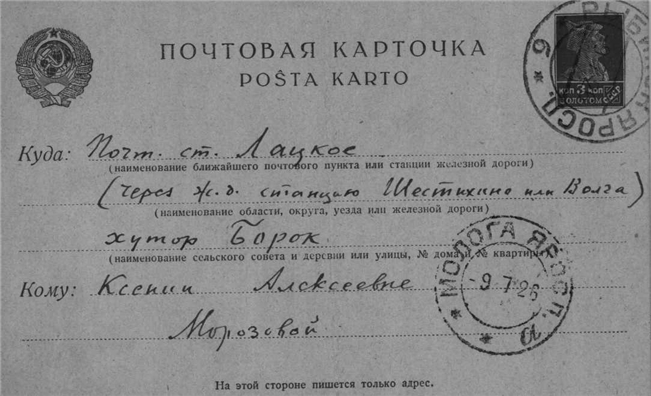 ПОЧТОВАЯ КАРТОЧКА
POŜTA KARTO
КОП 3 КОП
ЗОЛОТОМ
ЯРОСЛ. * 6
Куда: Почт. ст. Лацкое
(наименование ближайшего почтового пункта или станции железной дороги)
(через ж. д. станцию Шестихино или Волга)
(наименование области, округа, уезда или железной дороги)
хутор Борок
(наименование сельского совета и деревни или улицы, № дома и № квартиры)
МОЛОГА ЯРОСЛ.
-9.7.26
* а *
Кому: Ксении Алексеевне
Морозовой
На этой стороне пишется только адрес.